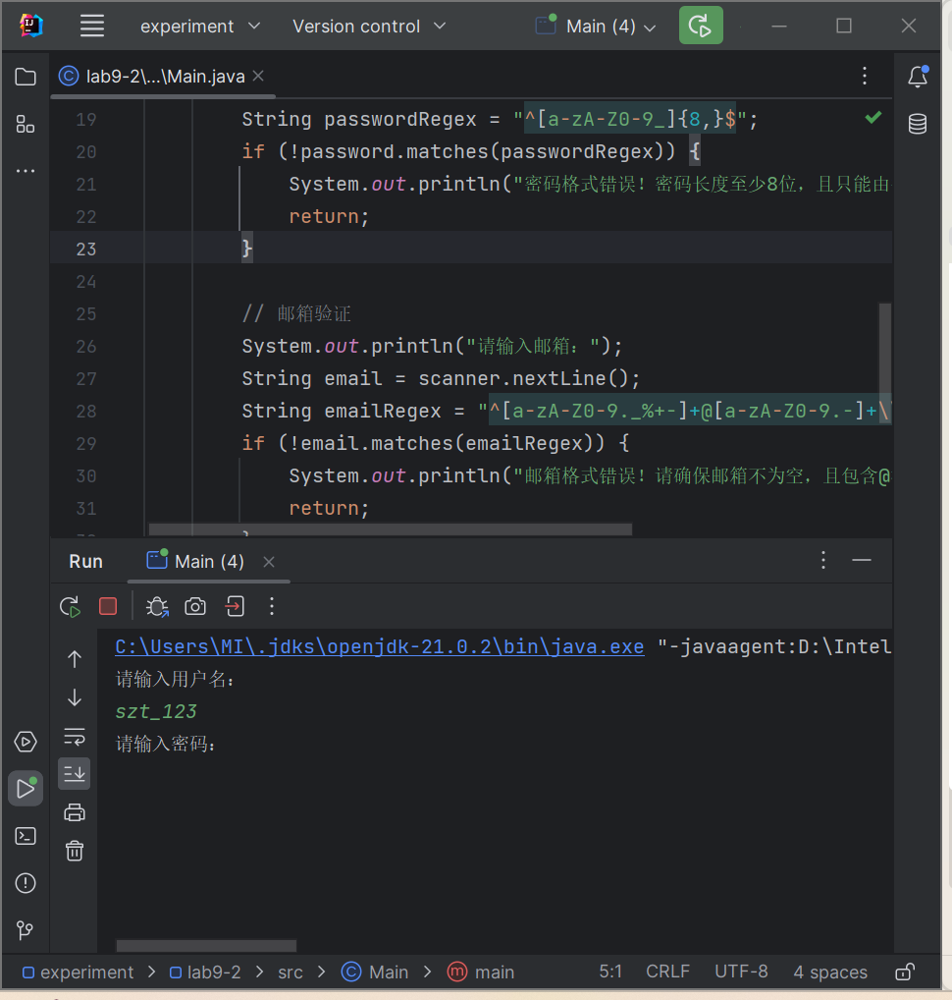 experiment Version control Main (4)
lab9-2\...\Main.java
19 String passwordRegex = "^[a-zA-Z0-9_]{8,}$";
20 if (!password.matches(passwordRegex)) {
21 System.out.println("密码格式错误！密码长度至少8位，且只能由
22 return;
23 }
24
25 // 邮箱验证
26 System.out.println("请输入邮箱：");
27 String email = scanner.nextLine();
28 String emailRegex = "^[a-zA-Z0-9._%+-]+@[a-zA-Z0-9.-]+\
29 if (!email.matches(emailRegex)) {
30 System.out.println("邮箱格式错误！请确保邮箱不为空，且包含@
31 return;
Run Main (4)
C:\Users\MI\.jdks\openjdk-21.0.2\bin\java.exe "-javaagent:D:\Intel
请输入用户名：
szt_123
请输入密码：
experiment > lab9-2 > src > Main > main 5:1 CRLF UTF-8 4 spaces